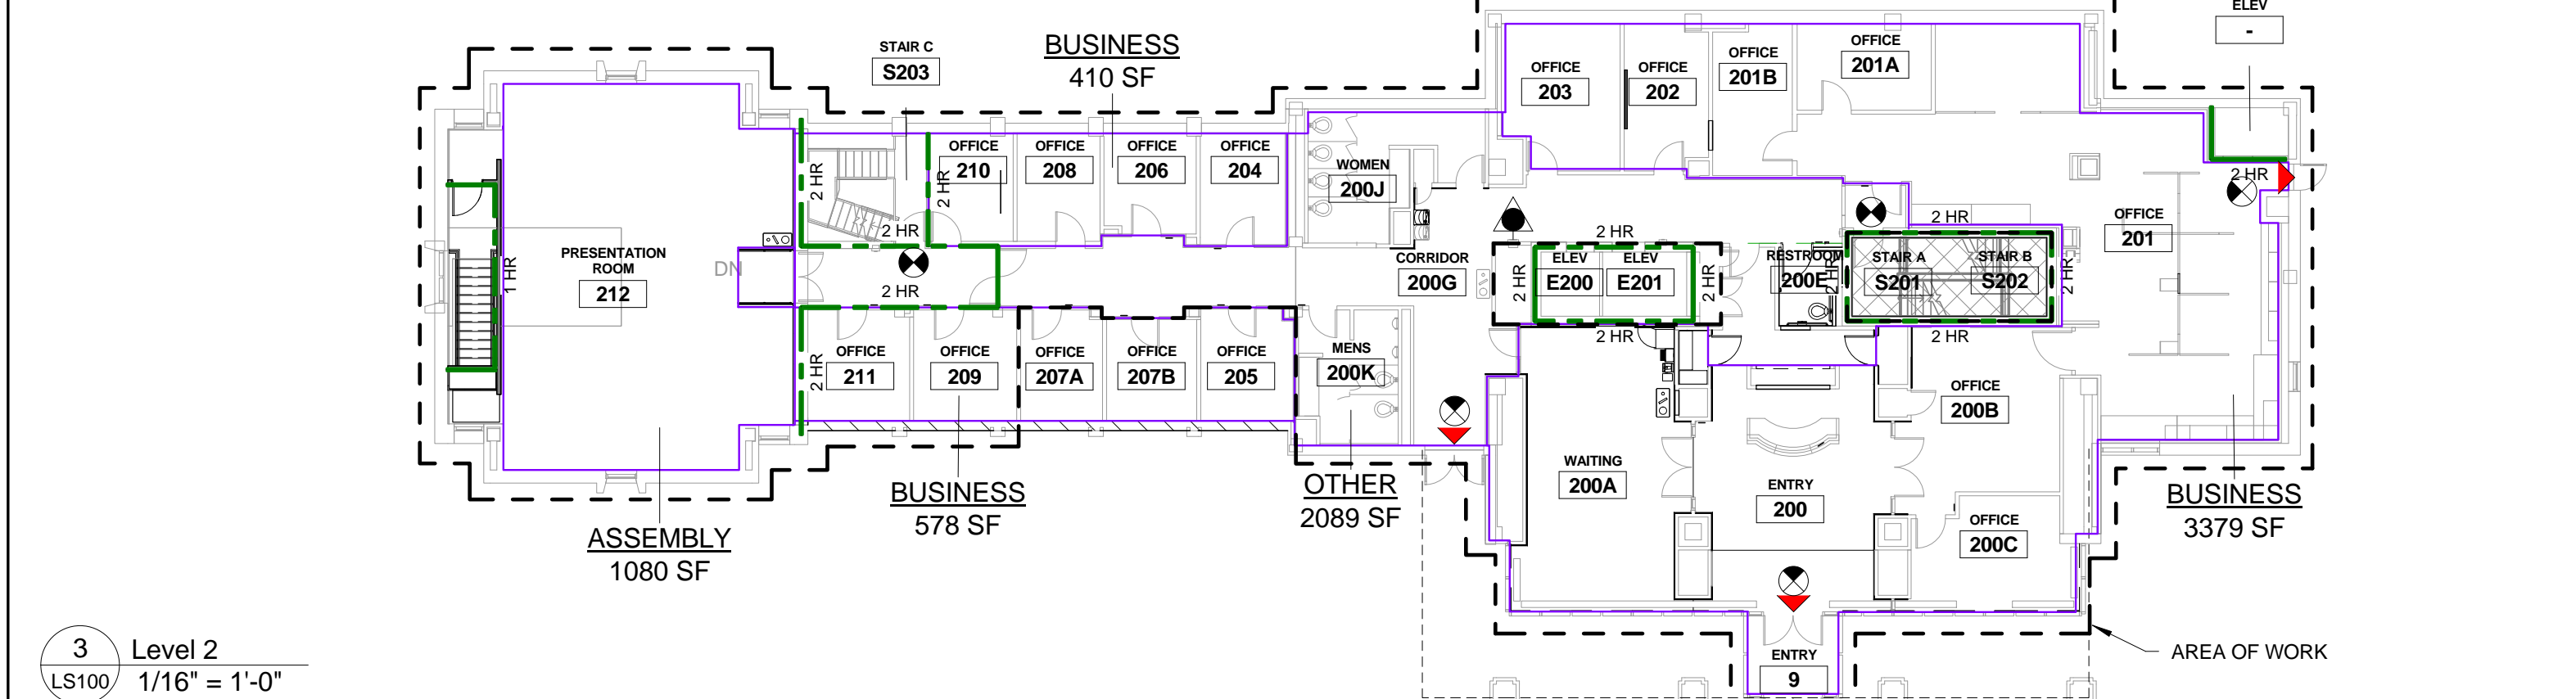 ELEV
-
STAIR C
S203
BUSINESS
410 SF
OFFICE
203
OFFICE
202
OFFICE
201B
OFFICE
201A
2 HR
OFFICE
210
OFFICE
208
OFFICE
206
OFFICE
204
WOMEN
200J
2 HR
2 HR
2 HR
2 HR
OFFICE
201
PRESENTATION
ROOM
212
1 HR
DN
2 HR
CORRIDOR
200G
2 HR
2 HR
ELEV
E200
ELEV
E201
2 HR
RESTROOM
200E
2 HR
STAIR A
S201
STAIR B
S202
2 HR
2 HR
2 HR
2 HR
OFFICE
211
OFFICE
209
OFFICE
207A
OFFICE
207B
OFFICE
205
MENS
200K
OFFICE
200B
WAITING
200A
ENTRY
200
OFFICE
200C
BUSINESS
578 SF
OTHER
2089 SF
BUSINESS
3379 SF
ASSEMBLY
1080 SF
3
LS100
Level 2
1/16" = 1'-0"
ENTRY
9
AREA OF WORK